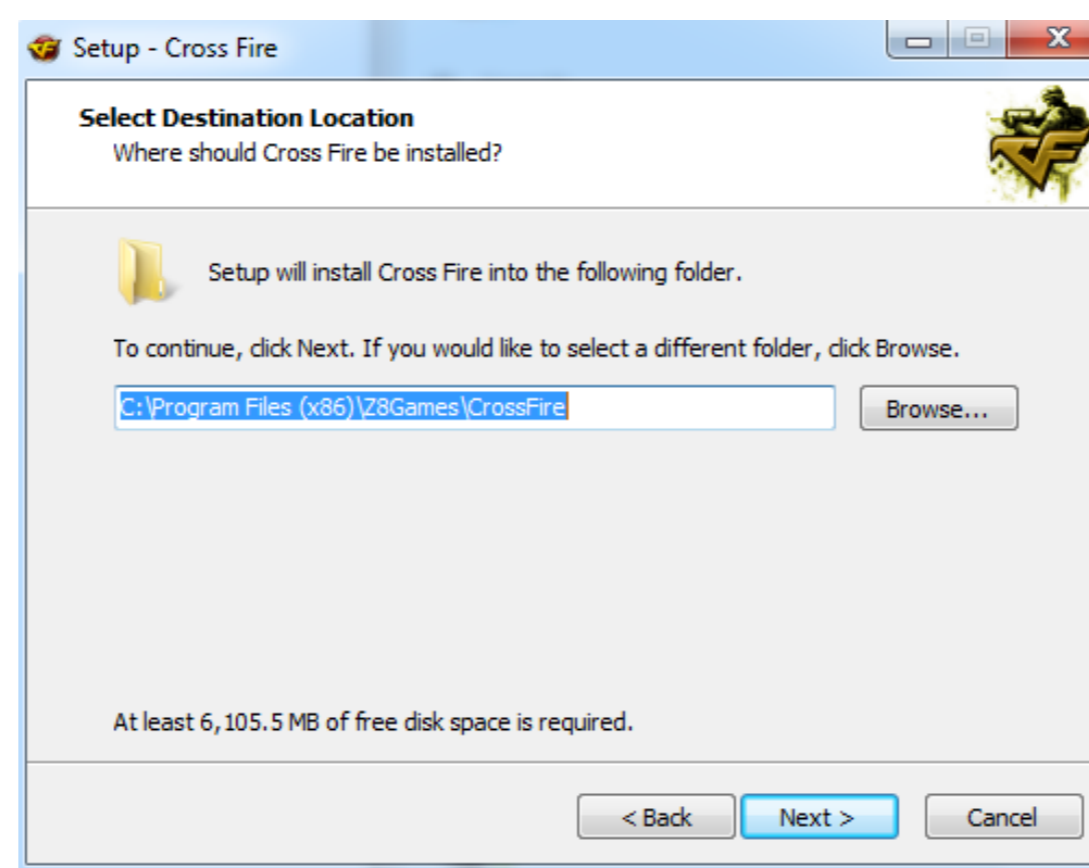 Setup - Cross Fire
Select Destination Location
Where should Cross Fire be installed?
CF
Setup will install Cross Fire into the following folder.
To continue, click Next. If you would like to select a different folder, click Browse.
C:\Program Files (x86)\Z8Games\CrossFire
Browse...
At least 6,105.5 MB of free disk space is required.
< Back
Next >
Cancel